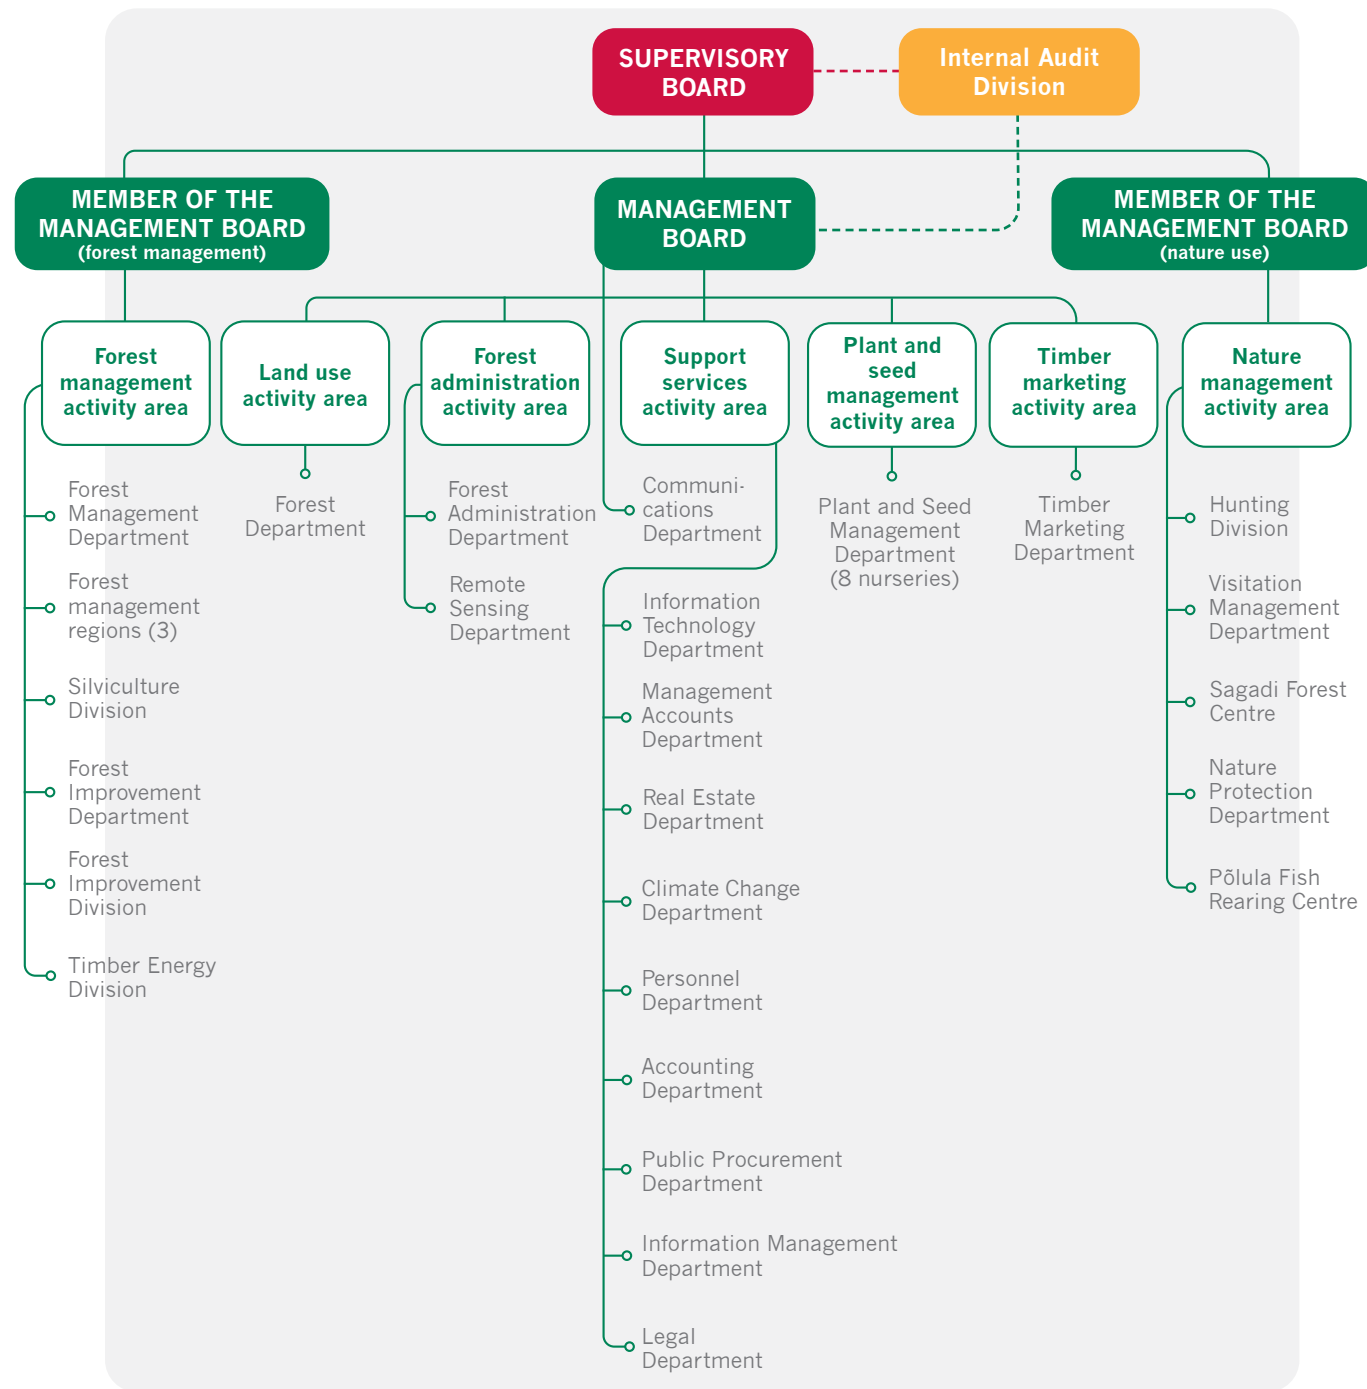 SUPERVISORY
BOARD
Internal Audit
Division
MEMBER OF THE
MANAGEMENT BOARD
(forest management)
MANAGEMENT
BOARD
MEMBER OF THE
MANAGEMENT BOARD
(nature use)
Forest
management
activity area
Land use
activity area
Forest
administration
activity area
Support
services
activity area
Plant and
seed
management
activity area
Timber
marketing
activity area
Nature
management
activity area
Forest
Management
Department
Forest
management
regions (3)
Silviculture
Division
Forest
Improvement
Department
Forest
Improvement
Division
Timber Energy
Division
Forest
Department
Forest
Administration
Department
Remote
Sensing
Department
Communi-
cations
Department
Information
Technology
Department
Management
Accounts
Department
Real Estate
Department
Climate Change
Department
Personnel
Department
Accounting
Department
Public Procurement
Department
Information Management
Department
Legal
Department
Plant and Seed
Management
Department
(8 nurseries)
Timber
Marketing
Department
Hunting
Division
Visitation
Management
Department
Sagadi Forest
Centre
Nature
Protection
Department
Põlula Fish
Rearing Centre